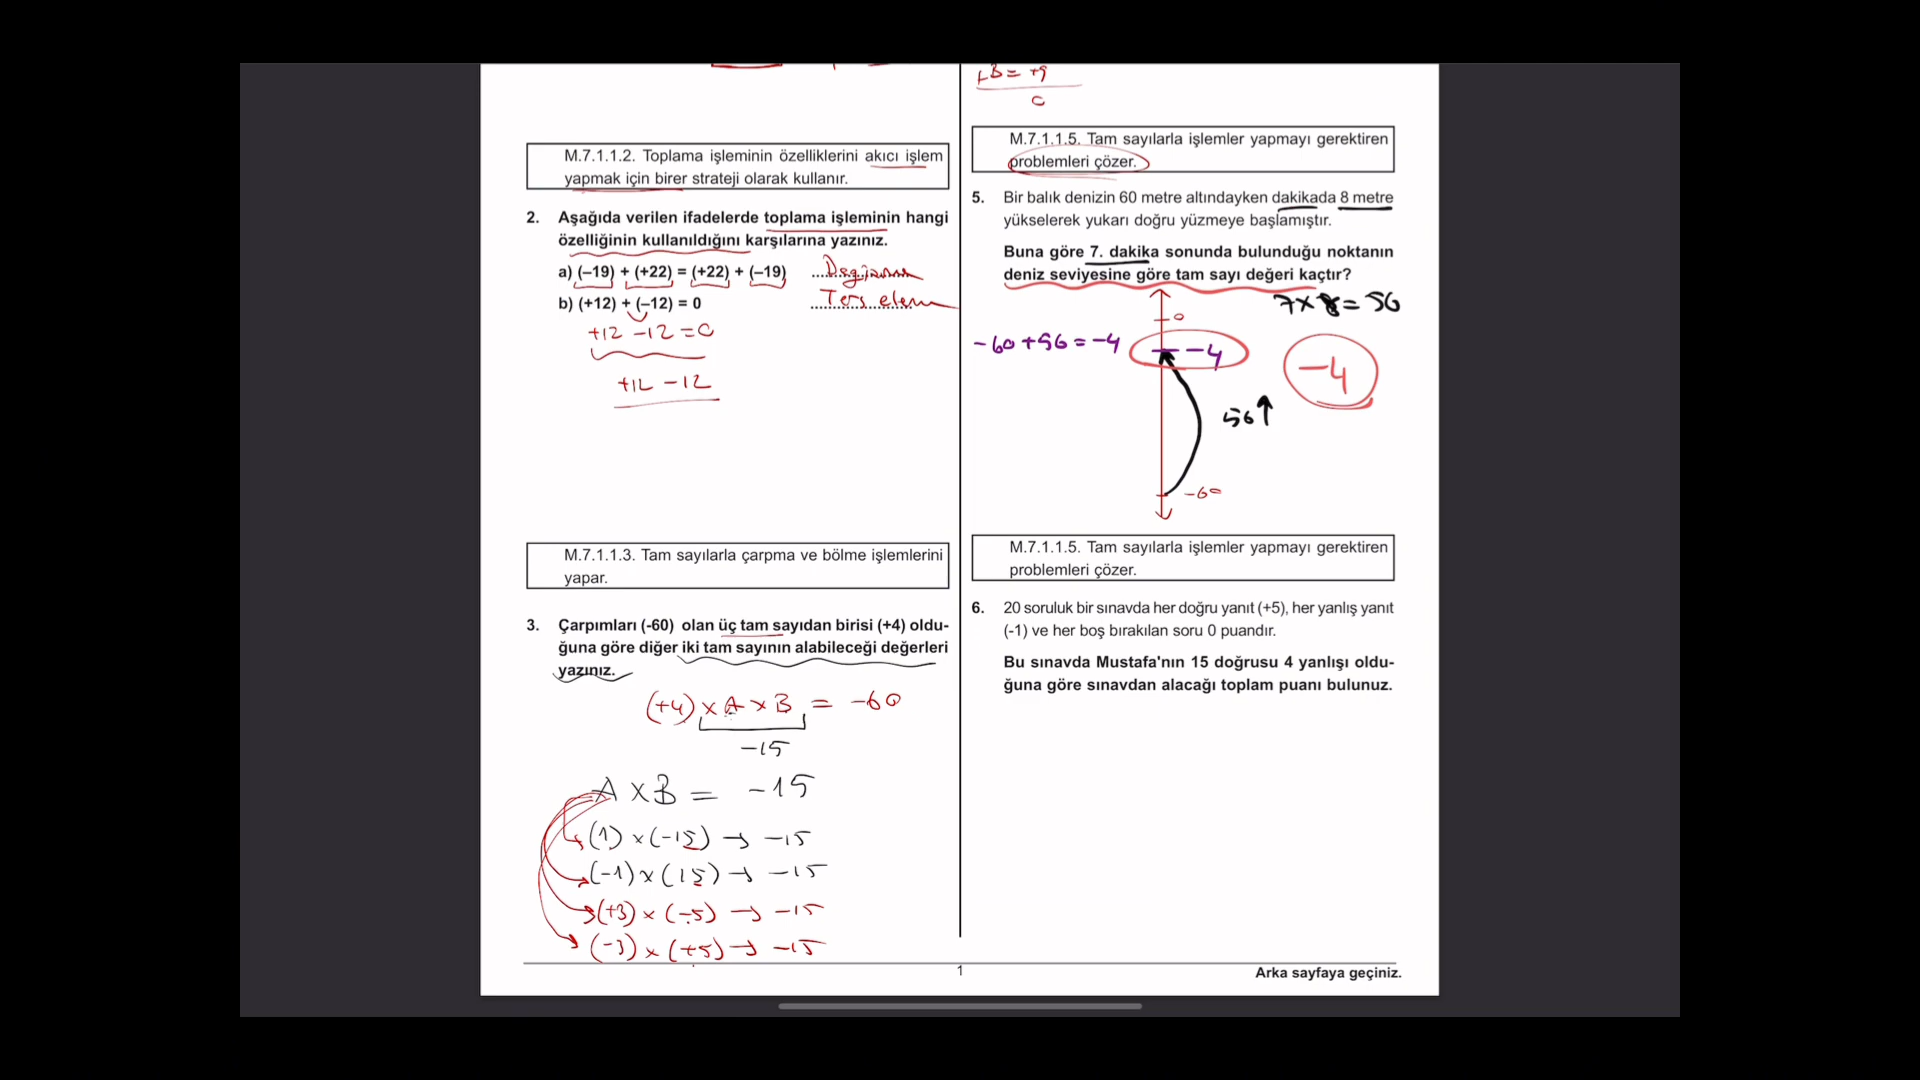 M.7.1.1.2. Toplama işleminin özelliklerini akıcı işlem
yapmak için birer strateji olarak kullanır.
2. Aşağıda verilen ifadelerde toplama işleminin hangi
özelliğinin kullanıldığını karşılarına yazınız.
a) (–19) + (+22) = (+22) + (–19) .......................
b) (+12) + (–12) = 0 Ters elem
+12 -12 = 0
+12 -12
M.7.1.1.3. Tam sayılarla çarpma ve bölme işlemlerini
yapar.
3. Çarpımları (-60) olan üç tam sayıdan birisi (+4) oldu-
ğuna göre diğer iki tam sayının alabileceği değerleri
yazınız.
(+4) x A x B = -60
-15
A x B = -15
(1) x (-15) → -15
(-1) x (15) → -15
(+3) x (-5) → -15
(-3) x (+5) → -15
+B = +9
0
M.7.1.1.5. Tam sayılarla işlemler yapmayı gerektiren
problemleri çözer.
5. Bir balık denizin 60 metre altındayken dakikada 8 metre
yükselerek yukarı doğru yüzmeye başlamıştır.
Buna göre 7. dakika sonunda bulunduğu noktanın
deniz seviyesine göre tam sayı değeri kaçtır?
7 x 8 = 56
0
-60 + 56 = -4
-4
-4
56↑
-60
M.7.1.1.5. Tam sayılarla işlemler yapmayı gerektiren
problemleri çözer.
6. 20 soruluk bir sınavda her doğru yanıt (+5), her yanlış yanıt
(-1) ve her boş bırakılan soru 0 puandır.
Bu sınavda Mustafa'nın 15 doğrusu 4 yanlışı oldu-
ğuna göre sınavdan alacağı toplam puanı bulunuz.
1
Arka sayfaya geçiniz.